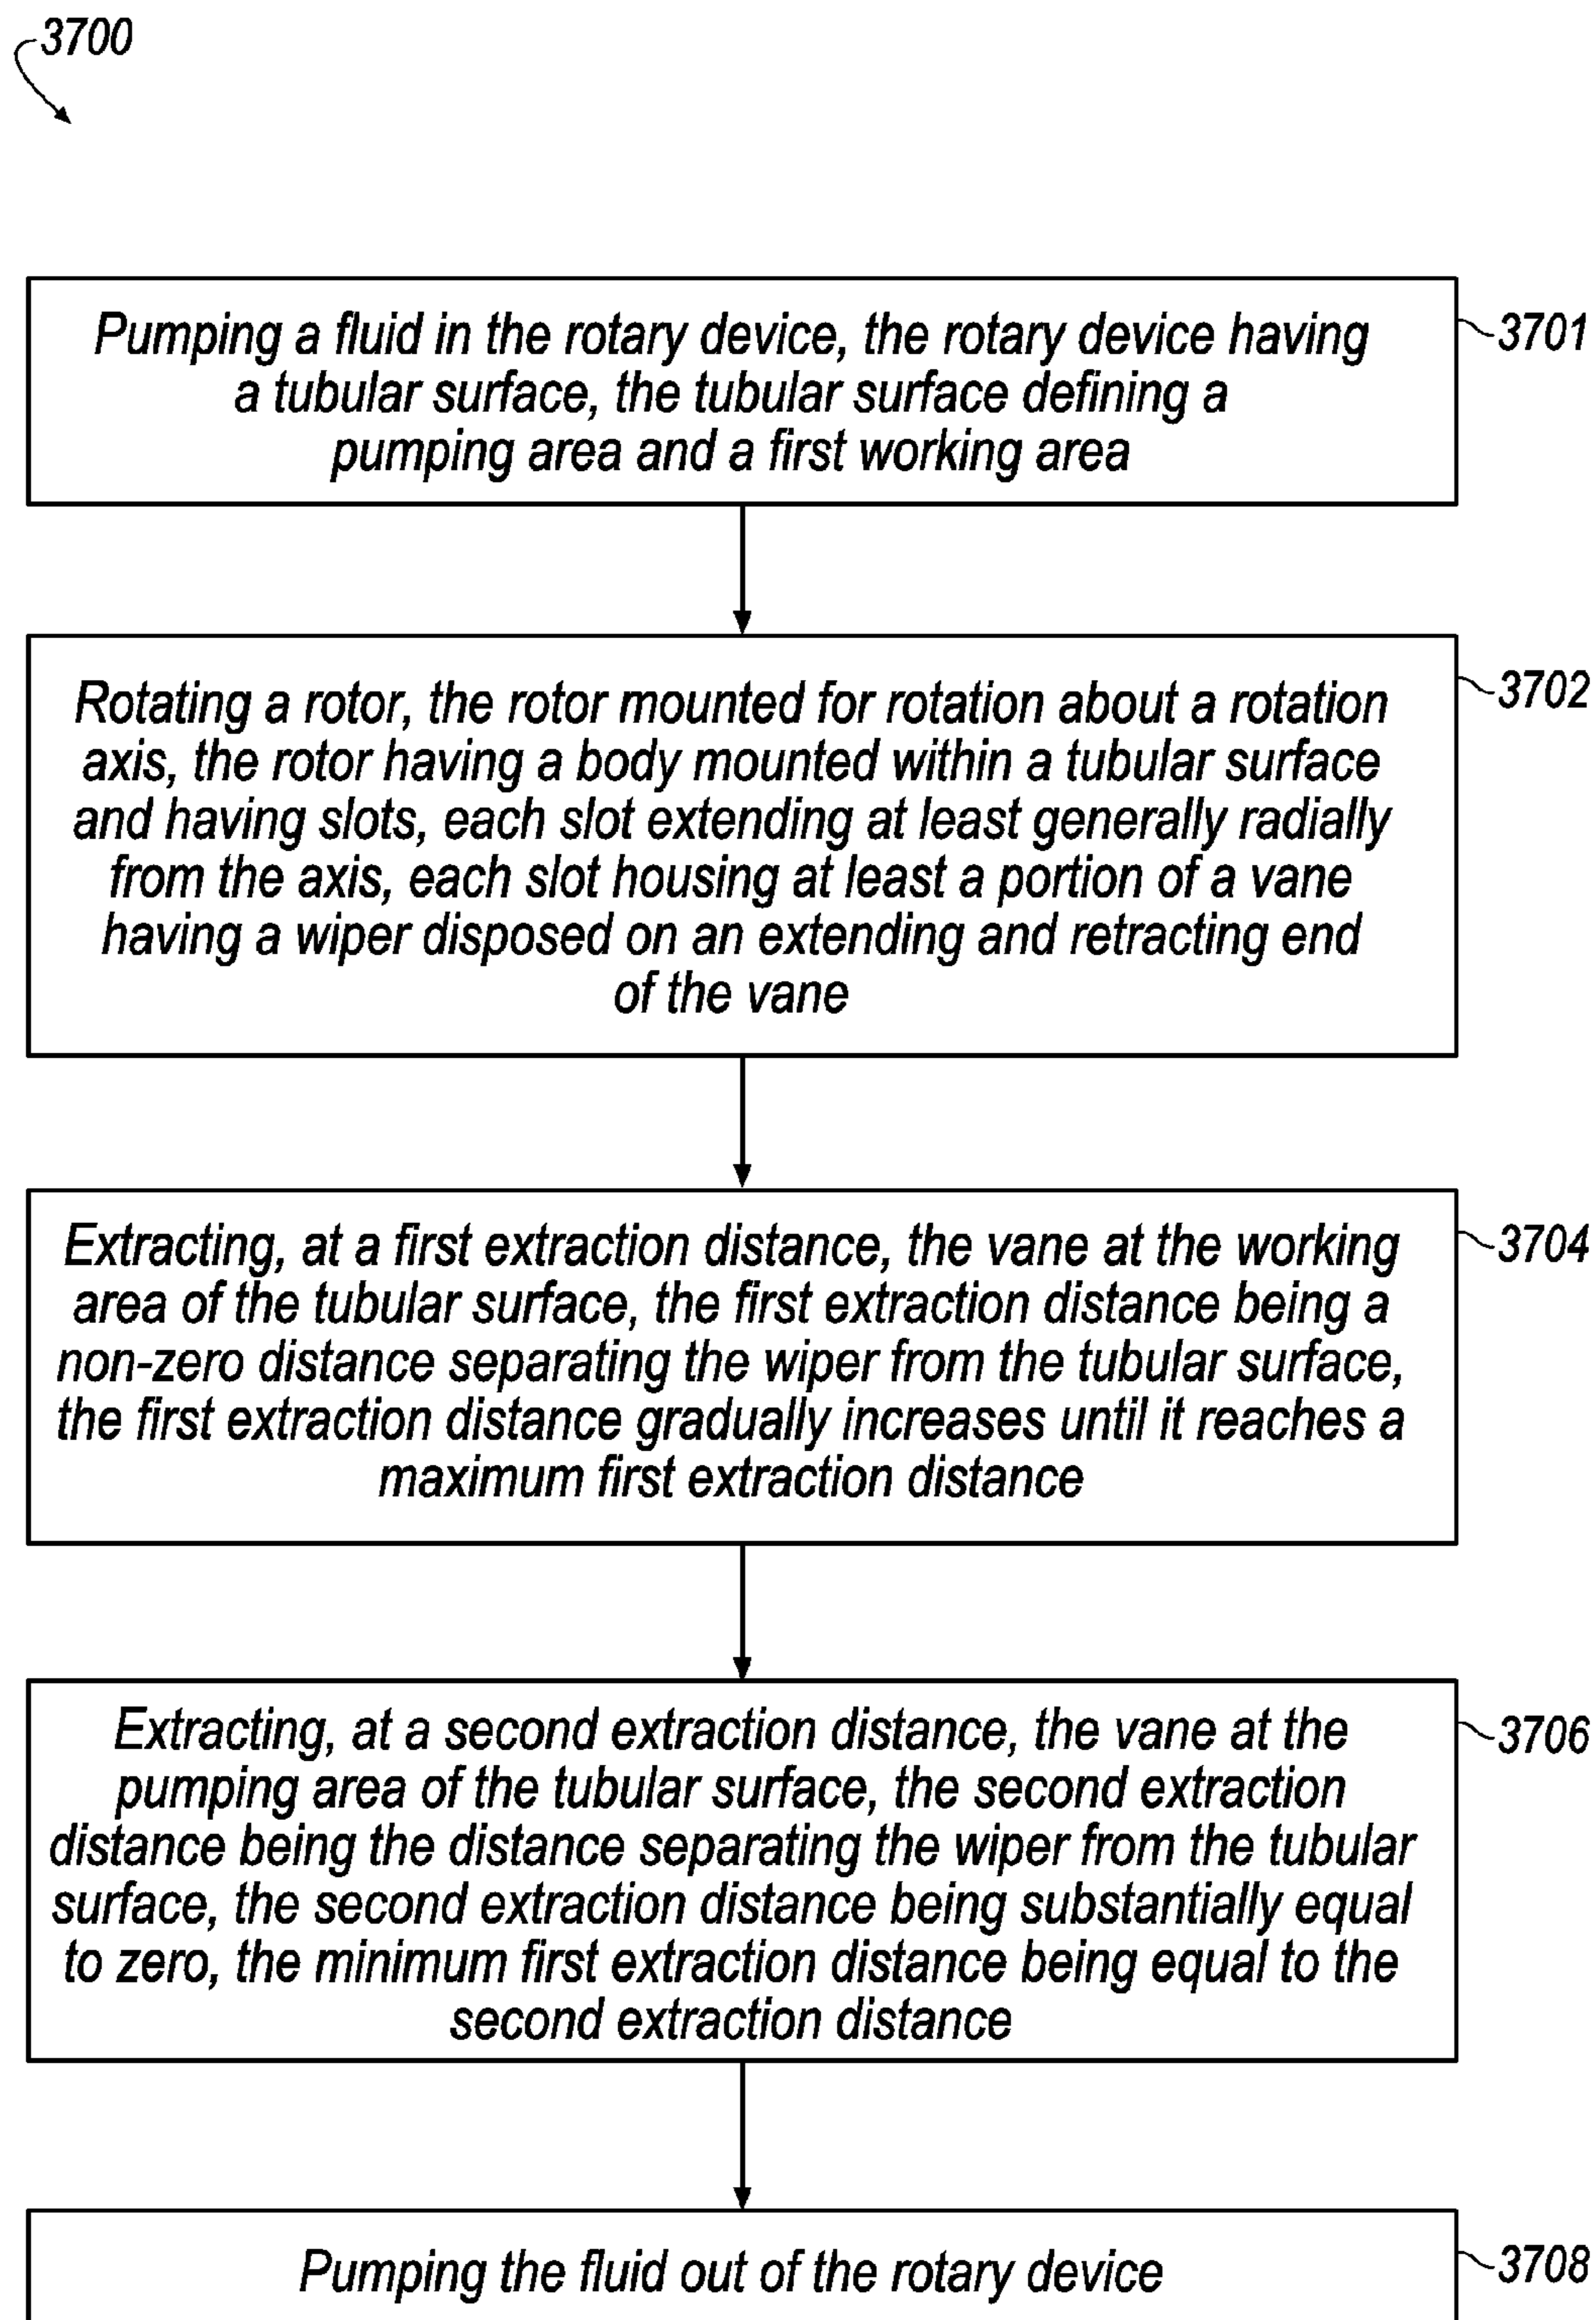 3700
Pumping a fluid in the rotary device, the rotary device having
a tubular surface, the tubular surface defining a
pumping area and a first working area
3701
Rotating a rotor, the rotor mounted for rotation about a rotation
axis, the rotor having a body mounted within a tubular surface
and having slots, each slot extending at least generally radially
from the axis, each slot housing at least a portion of a vane
having a wiper disposed on an extending and retracting end
of the vane
3702
Extracting, at a first extraction distance, the vane at the working
area of the tubular surface, the first extraction distance being a
non-zero distance separating the wiper from the tubular surface,
the first extraction distance gradually increases until it reaches a
maximum first extraction distance
3704
Extracting, at a second extraction distance, the vane at the
pumping area of the tubular surface, the second extraction
distance being the distance separating the wiper from the tubular
surface, the second extraction distance being substantially equal
to zero, the minimum first extraction distance being equal to the
second extraction distance
3706
Pumping the fluid out of the rotary device
3708